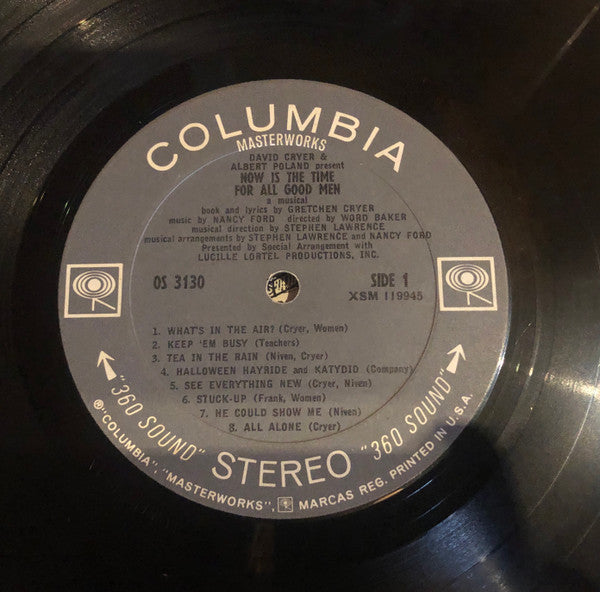 COLUMBIA
MASTERWORKS
DAVID CRYER &
ALBERT POLAND present
NOW IS THE TIME
FOR ALL GOOD MEN
a musical
book and lyrics by GRETCHEN CRYER
music by NANCY FORD directed by WORD BAKER
musical direction by STEPHEN LAWRENCE
musical arrangements by STEPHEN LAWRENCE and NANCY FORD
Presented by Special Arrangement with
LUCILLE LORTEL PRODUCTIONS, INC.
OS 3130
SIDE 1
XSM 119945
1. WHAT'S IN THE AIR? (Cryer, Women)
2. KEEP 'EM BUSY (Teachers)
3. TEA IN THE RAIN (Niven, Cryer)
4. HALLOWEEN HAYRIDE and KATYDID (Company)
5. SEE EVERYTHING NEW (Cryer, Niven)
6. STUCK-UP (Frank, Women)
7. HE COULD SHOW ME (Niven)
8. ALL ALONE (Cryer)
"360 SOUND" STEREO "360 SOUND"
℗"COLUMBIA", "MASTERWORKS", MARCAS REG. PRINTED IN U.S.A.